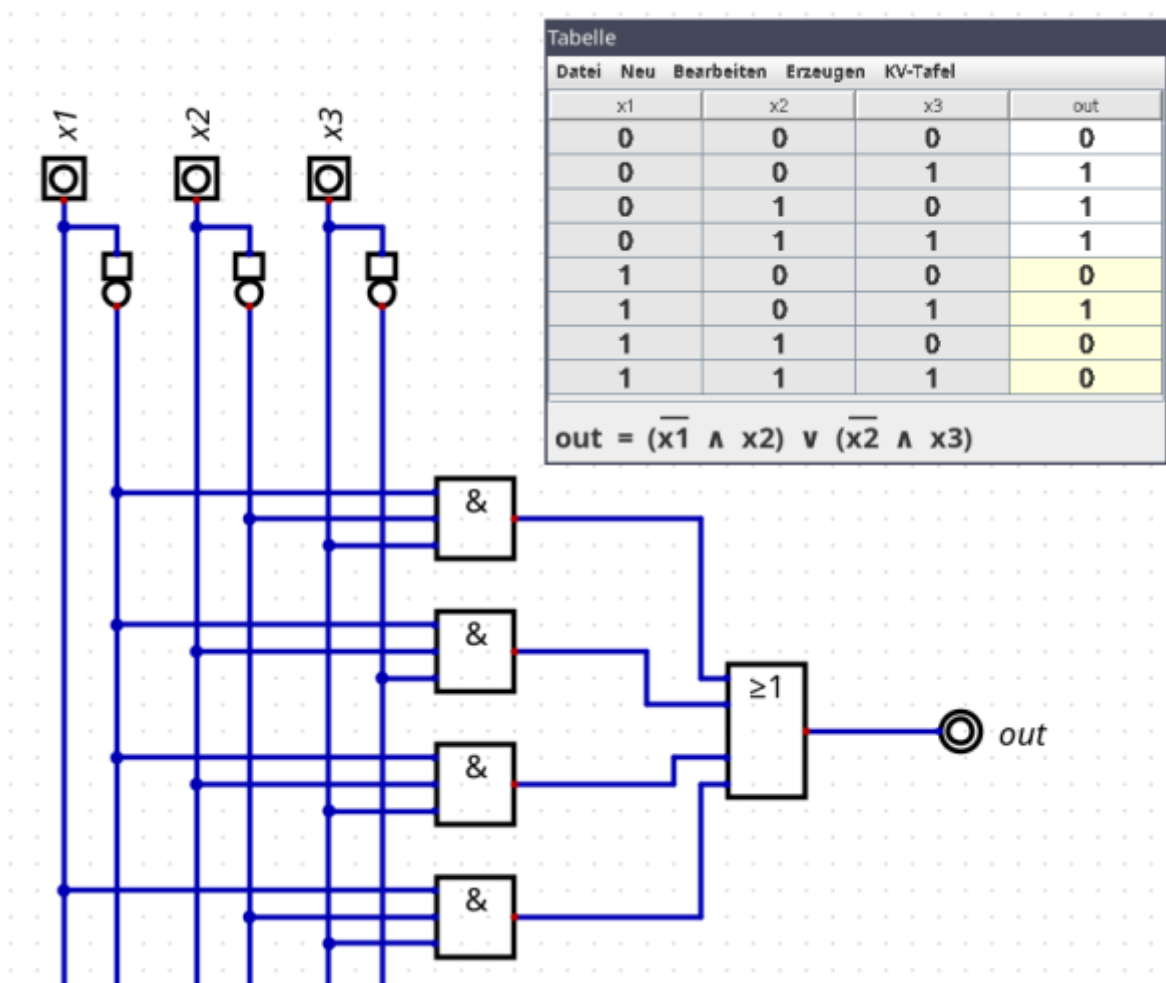 Tabelle
Datei Neu Bearbeiten Erzeugen KV-Tafel
x1 x2 x3 out
0 0 0 0
0 0 1 1
0 1 0 1
0 1 1 1
1 0 0 0
1 0 1 1
1 1 0 0
1 1 1 0
out = (x̅1̅ ∧ x2) ∨ (x̅2̅ ∧ x3)
x1 x2 x3
&
&
≥1
out
&
&